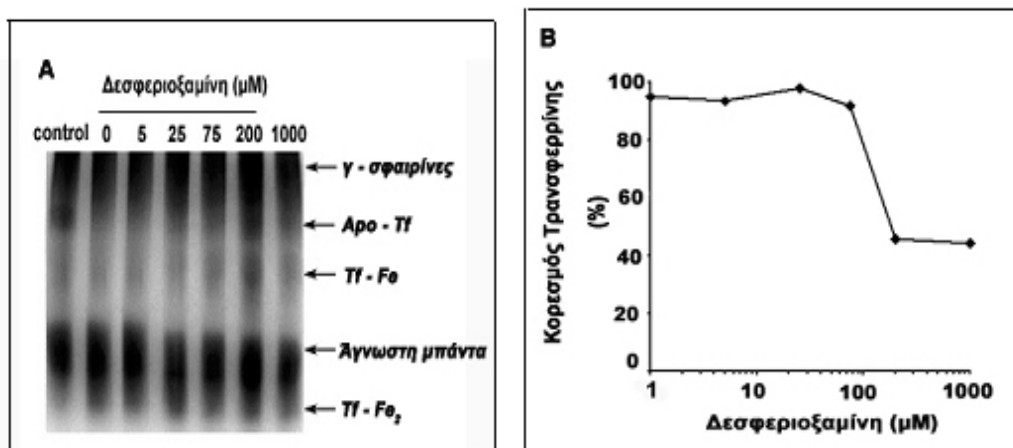 A
Δεσφεριοξαμίνη (μM)
control 0 5 25 75 200 1000
γ - σφαιρίνες
Apo - Tf
Tf - Fe
Άγνωστη μπάντα
Tf - Fe₂
B
Κορεσμός Τρανσφερρίνης
(%)
100
80
60
40
20
0
1 10 100 1000
Δεσφεριοξαμίνη (μM)